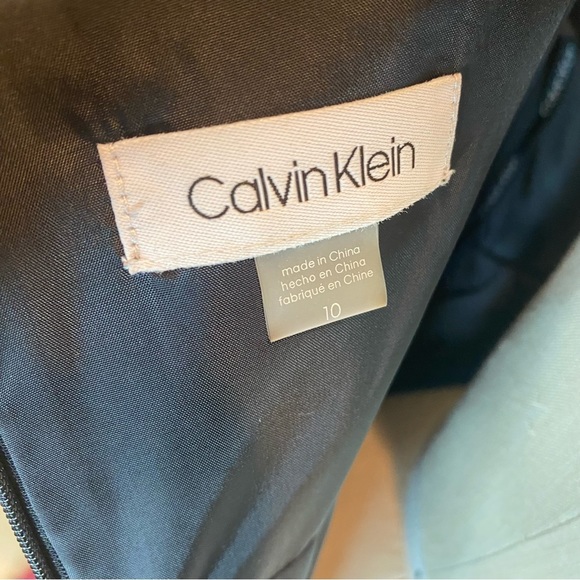 Calvin Klein
made in China
hecho en China
fabriqué en Chine
10